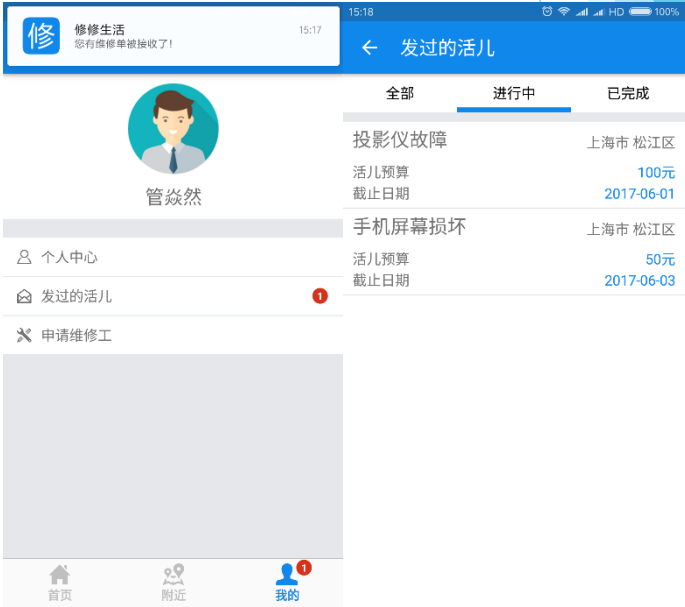 修
修修生活
15:17
您有维修单被接收了!
管焱然
个人中心
发过的活儿
1
申请维修工
首页
附近
我的
1
15:18
HD
100%
发过的活儿
全部
进行中
已完成
投影仪故障
上海市 松江区
活儿预算
100元
截止日期
2017-06-01
手机屏幕损坏
上海市 松江区
活儿预算
50元
截止日期
2017-06-03